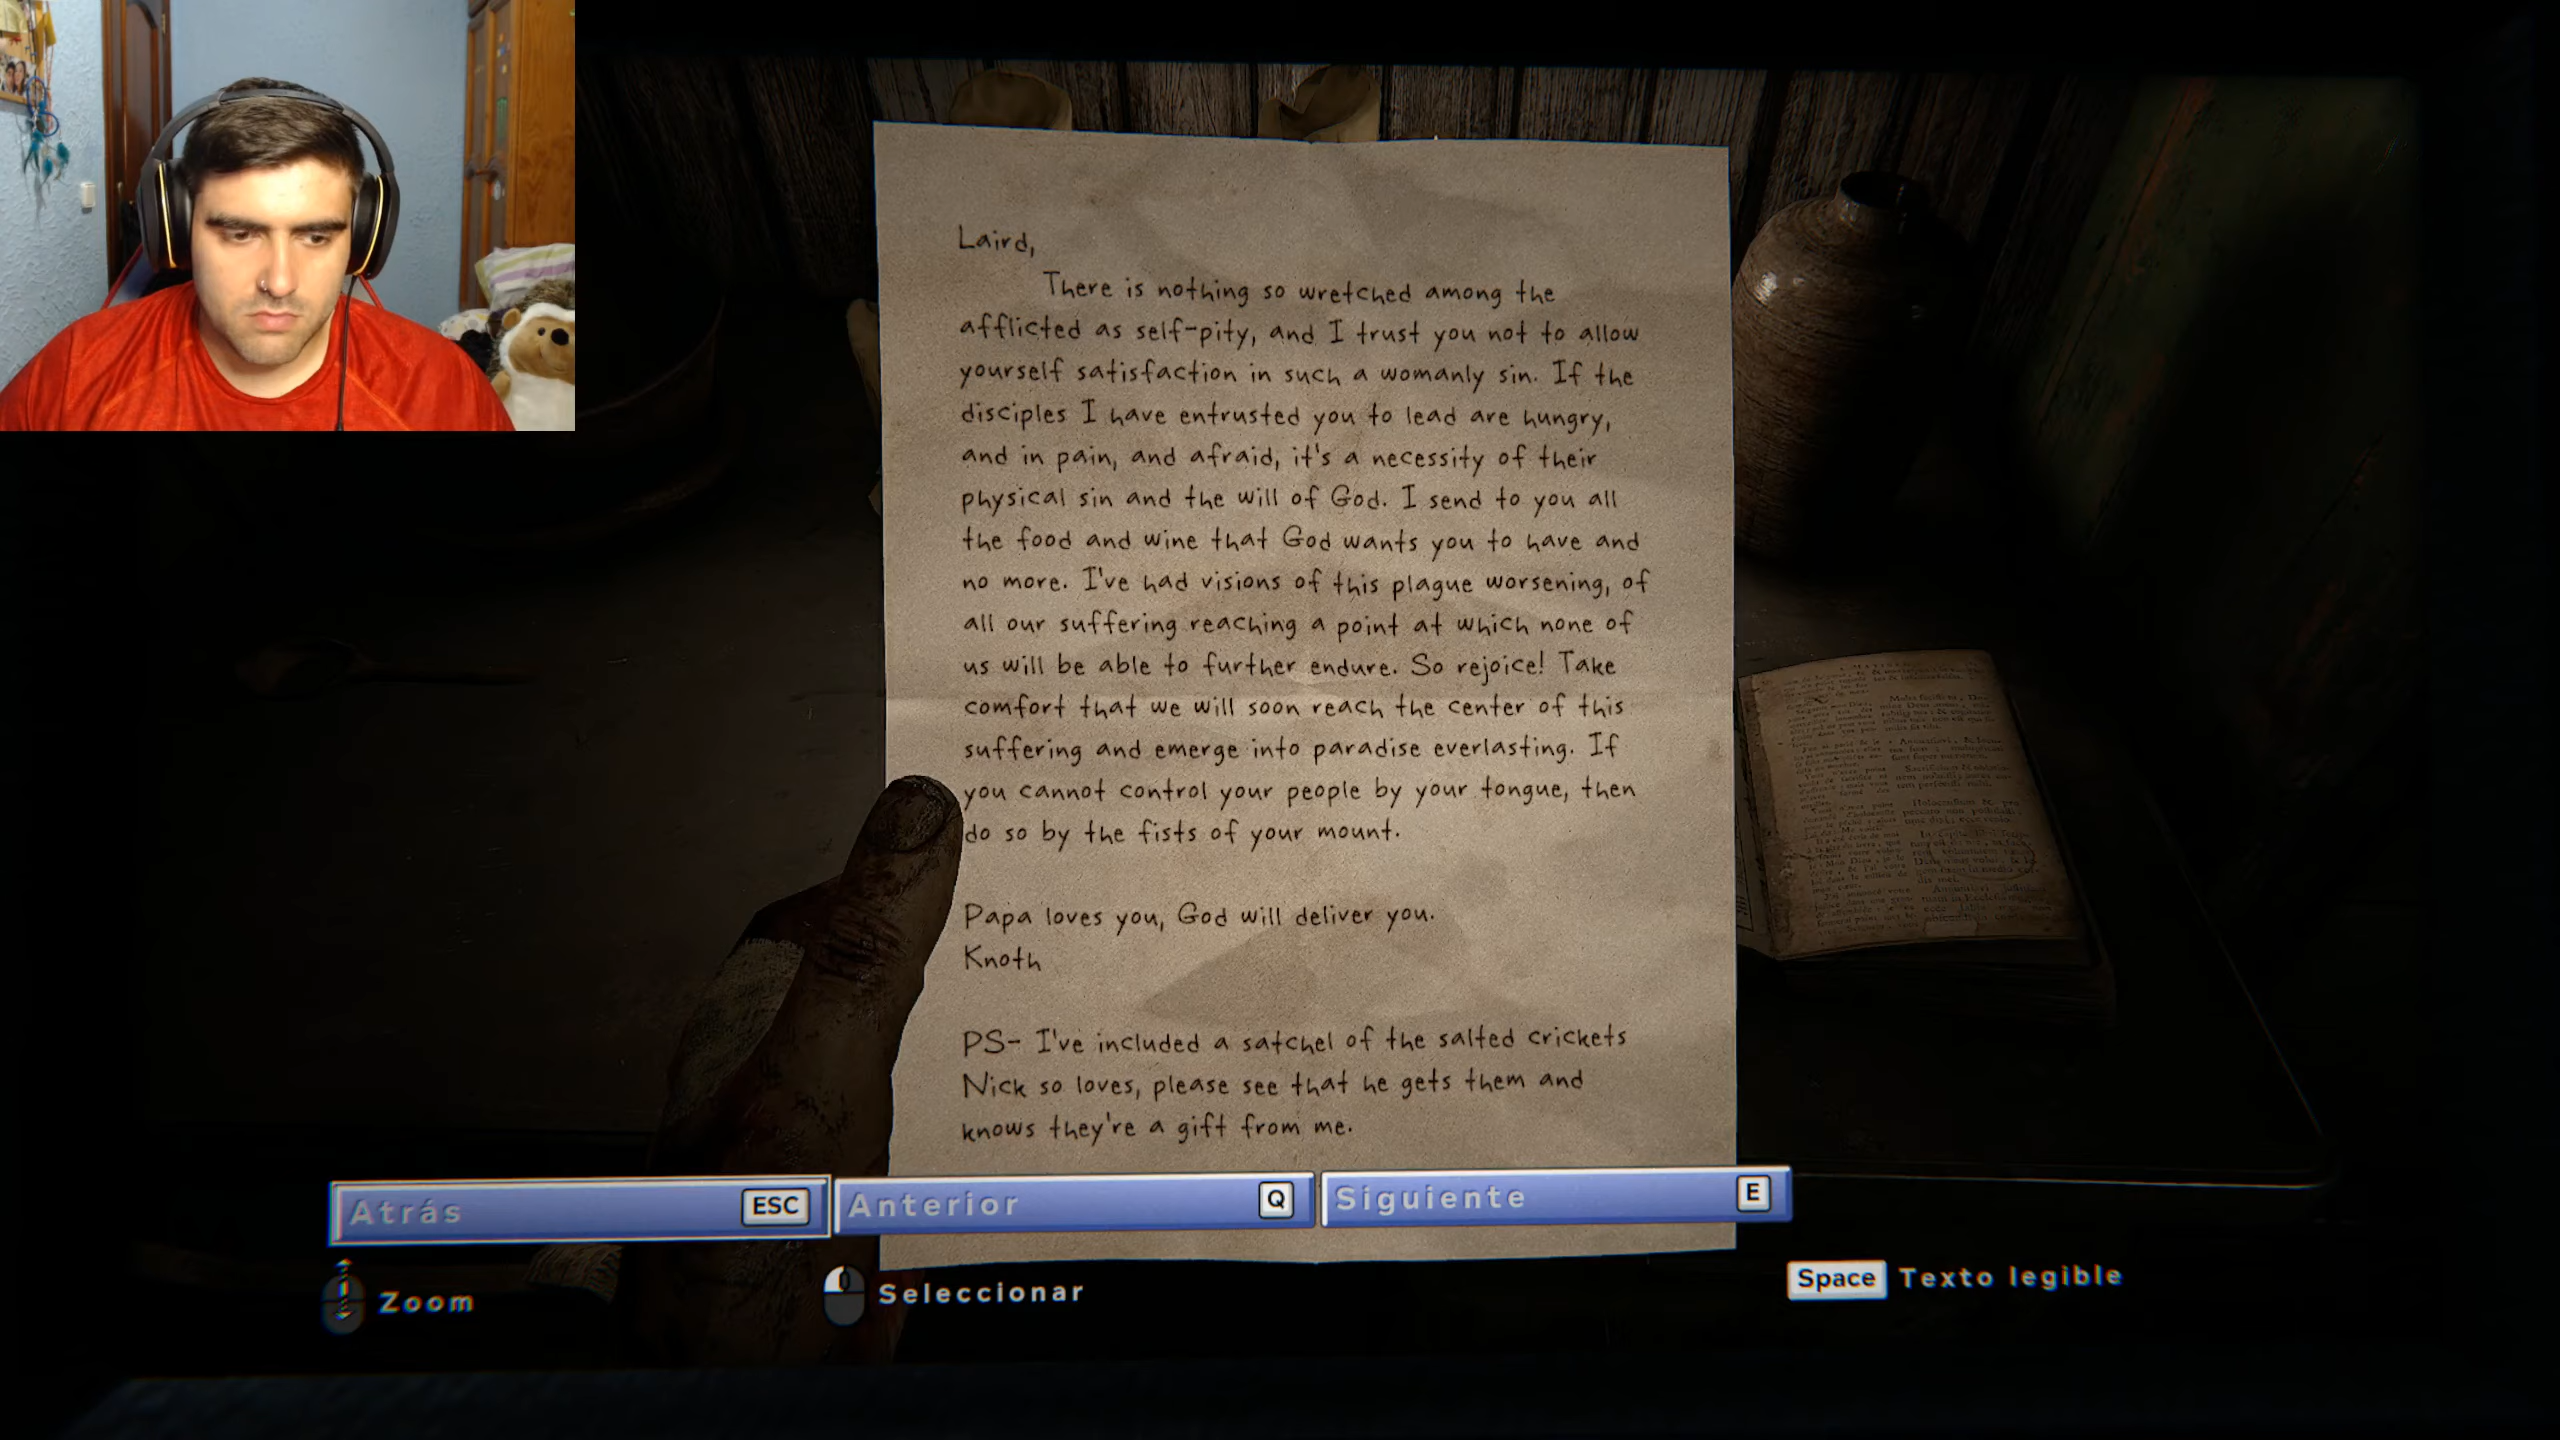 Laird,
There is nothing so wretched among the
afflicted as self-pity, and I trust you not to allow
yourself satisfaction in such a womanly sin. If the
disciples I have entrusted you to lead are hungry,
and in pain, and afraid, it's a necessity of their
physical sin and the will of God. I send to you all
the food and wine that God wants you to have and
no more. I've had visions of this plague worsening, of
all our suffering reaching a point at which none of
us will be able to further endure. So rejoice! Take
comfort that we will soon reach the center of this
suffering and emerge into paradise everlasting. If
you cannot control your people by your tongue, then
do so by the fists of your mount.
Papa loves you, God will deliver you.
Knoth
PS- I've included a satchel of the salted crickets
Nick so loves, please see that he gets them and
knows they're a gift from me.
Atrás ESC
Anterior Q
Siguiente E
Zoom
Seleccionar
Space Texto legible